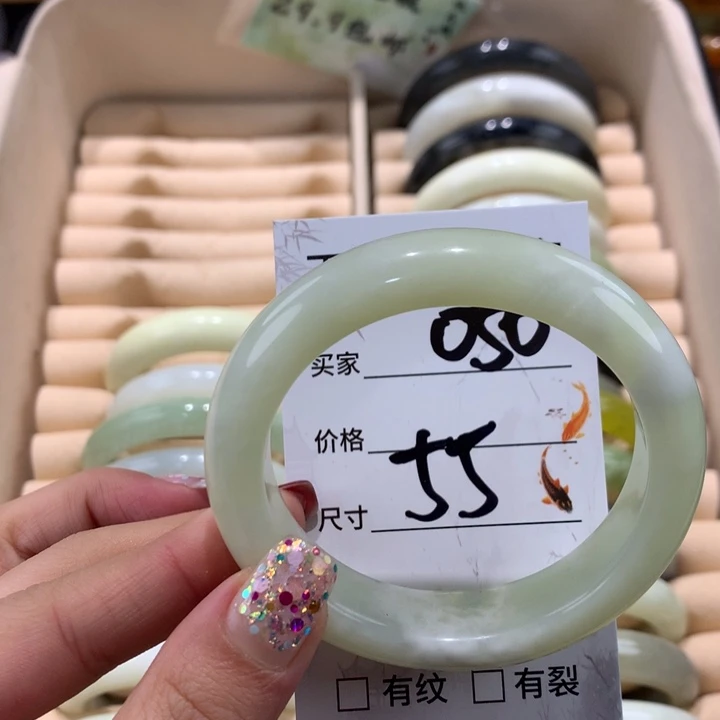 买家 050
价格
尺寸 55
有纹 有裂